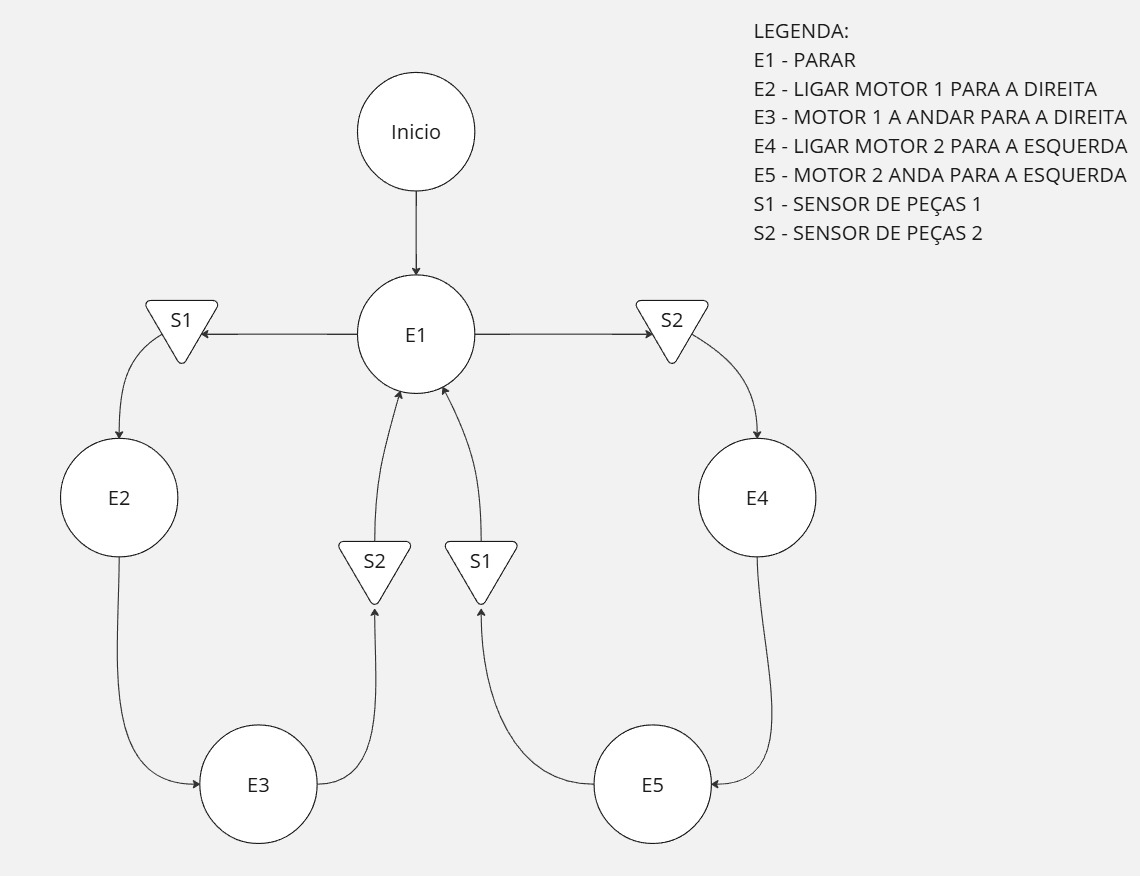 LEGENDA:
E1 - PARAR
E2 - LIGAR MOTOR 1 PARA A DIREITA
E3 - MOTOR 1 A ANDAR PARA A DIREITA
E4 - LIGAR MOTOR 2 PARA A ESQUERDA
E5 - MOTOR 2 ANDA PARA A ESQUERDA
S1 - SENSOR DE PEÇAS 1
S2 - SENSOR DE PEÇAS 2
Inicio
S1
E1
S2
E2
E4
S2
S1
E3
E5